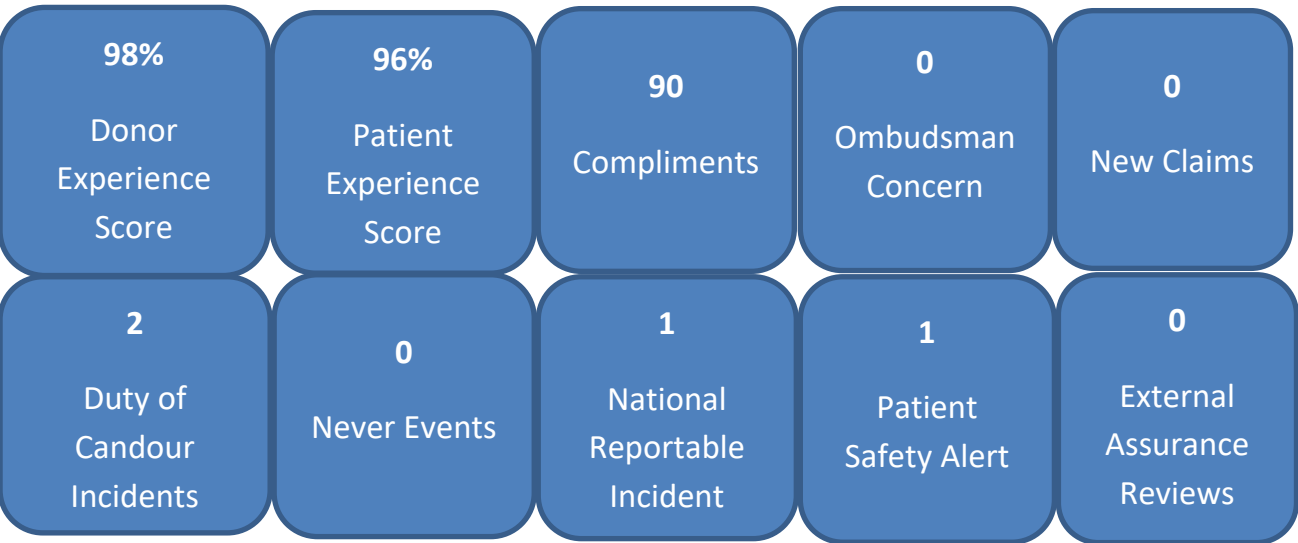 98%
Donor
Experience
Score
96%
Patient
Experience
Score
90
Compliments
0
Ombudsman
Concern
0
New Claims
2
Duty of
Candour
Incidents
0
Never Events
1
National
Reportable
Incident
1
Patient
Safety Alert
0
External
Assurance
Reviews